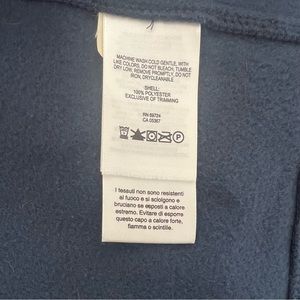 MACHINE WASH COLD GENTLE, WITH
LIKE COLORS, DO NOT BLEACH, TUMBLE
DRY LOW, REMOVE PROMPTLY, DO NOT
IRON, DRYCLEANABLE
SHELL:
100% POLYESTER
EXCLUSIVE OF TRIMMING
RN 69724
CA 05367
P
I tessuti non sono resistenti
al fuoco e si sciolgono e
bruciano se esposti a calore
estremo. Evitare di esporre
questo capo a calore forte,
fiamma o scintille.